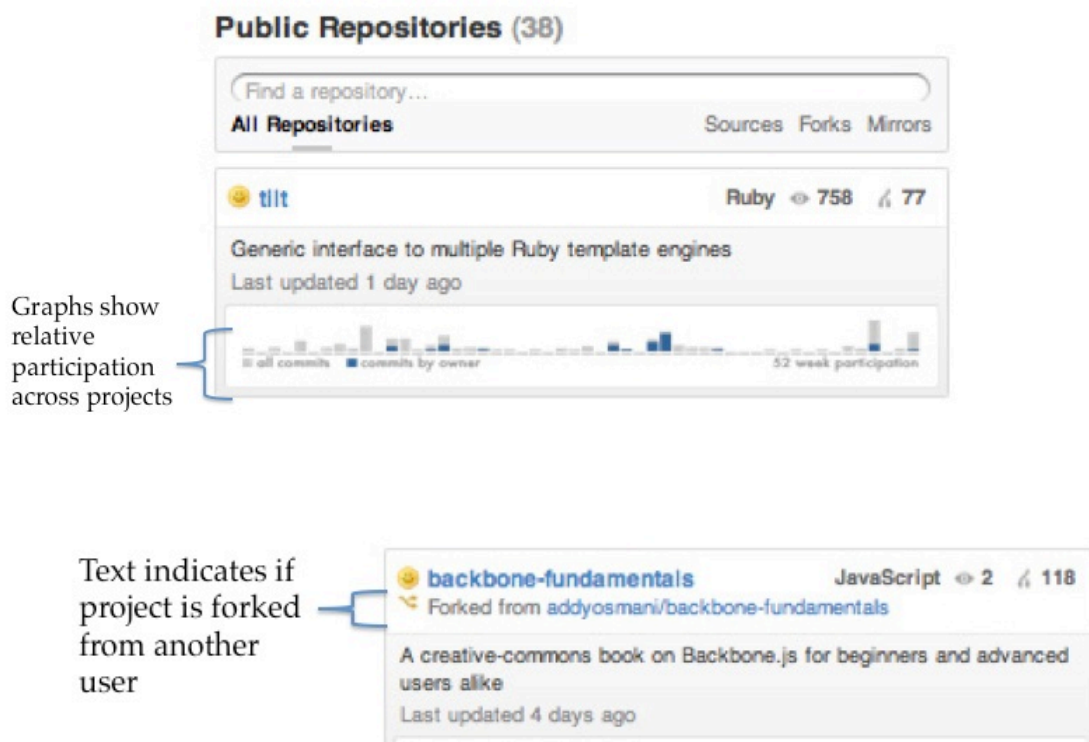 Public Repositories (38)
Find a repository...
All Repositories Sources Forks Mirrors
tilt Ruby 758 77
Generic interface to multiple Ruby template engines
Last updated 1 day ago
Graphs show
relative
participation
across projects
all commits commits by owner 52 week participation
Text indicates if
project is forked
from another
user
backbone-fundamentals JavaScript 2 118
Forked from addyosmani/backbone-fundamentals
A creative-commons book on Backbone.js for beginners and advanced
users alike
Last updated 4 days ago